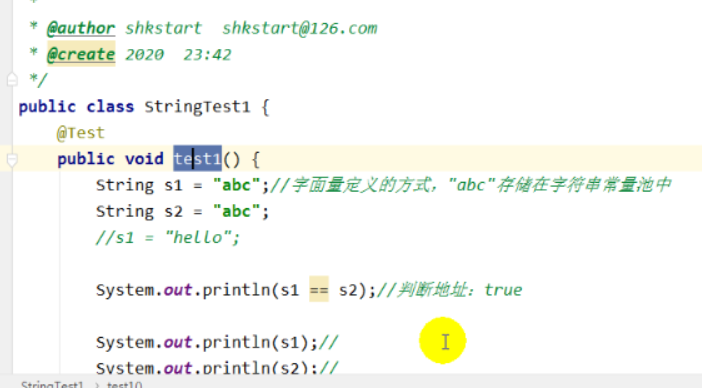 *
* @author shkstart  shkstart@126.com
* @create 2020  23:42
*/
public class StringTest1 {
@Test
public void test1() {
String s1 = "abc";//字面量定义的方式，"abc"存储在字符串常量池中
String s2 = "abc";
//s1 = "hello";
System.out.println(s1 == s2);//判断地址：true
System.out.println(s1);//
System.out.println(s2);//
StringTest1 > test1()